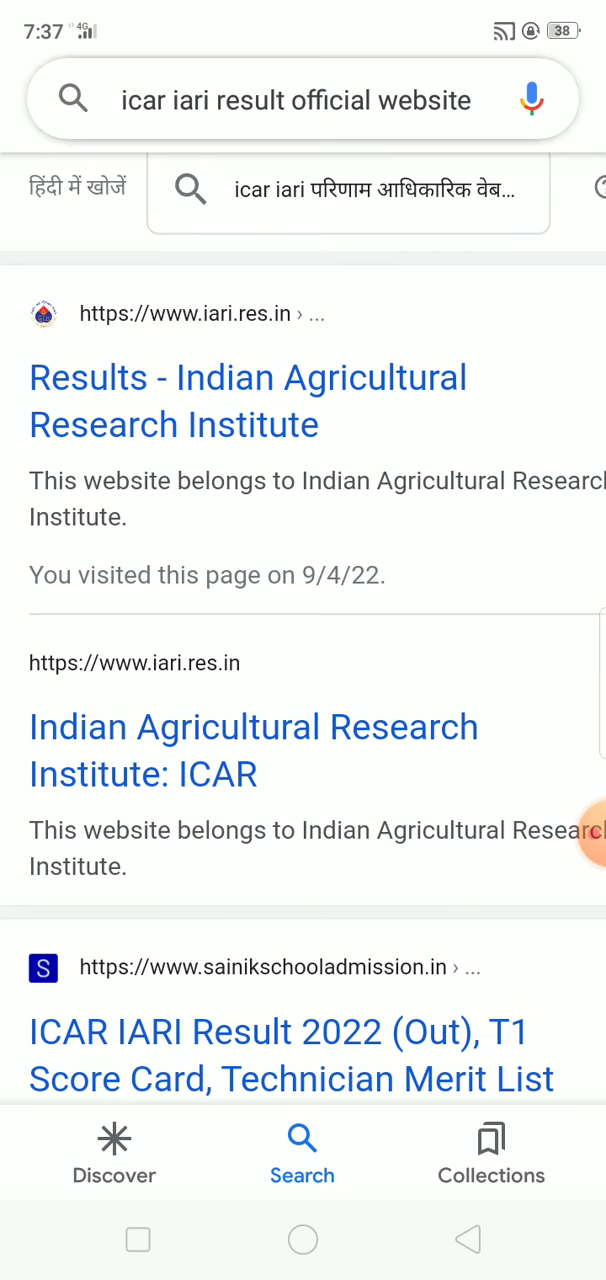 7:37 4G 38
icar iari result official website
हिंदी में खोजें icar iari परिणाम आधिकारिक वेब...
https://www.iari.res.in › ...
Results - Indian Agricultural
Research Institute
This website belongs to Indian Agricultural Research
Institute.
You visited this page on 9/4/22.
https://www.iari.res.in
Indian Agricultural Research
Institute: ICAR
This website belongs to Indian Agricultural Research
Institute.
S https://www.sainikschooladmission.in › ...
ICAR IARI Result 2022 (Out), T1
Score Card, Technician Merit List
Discover Search Collections